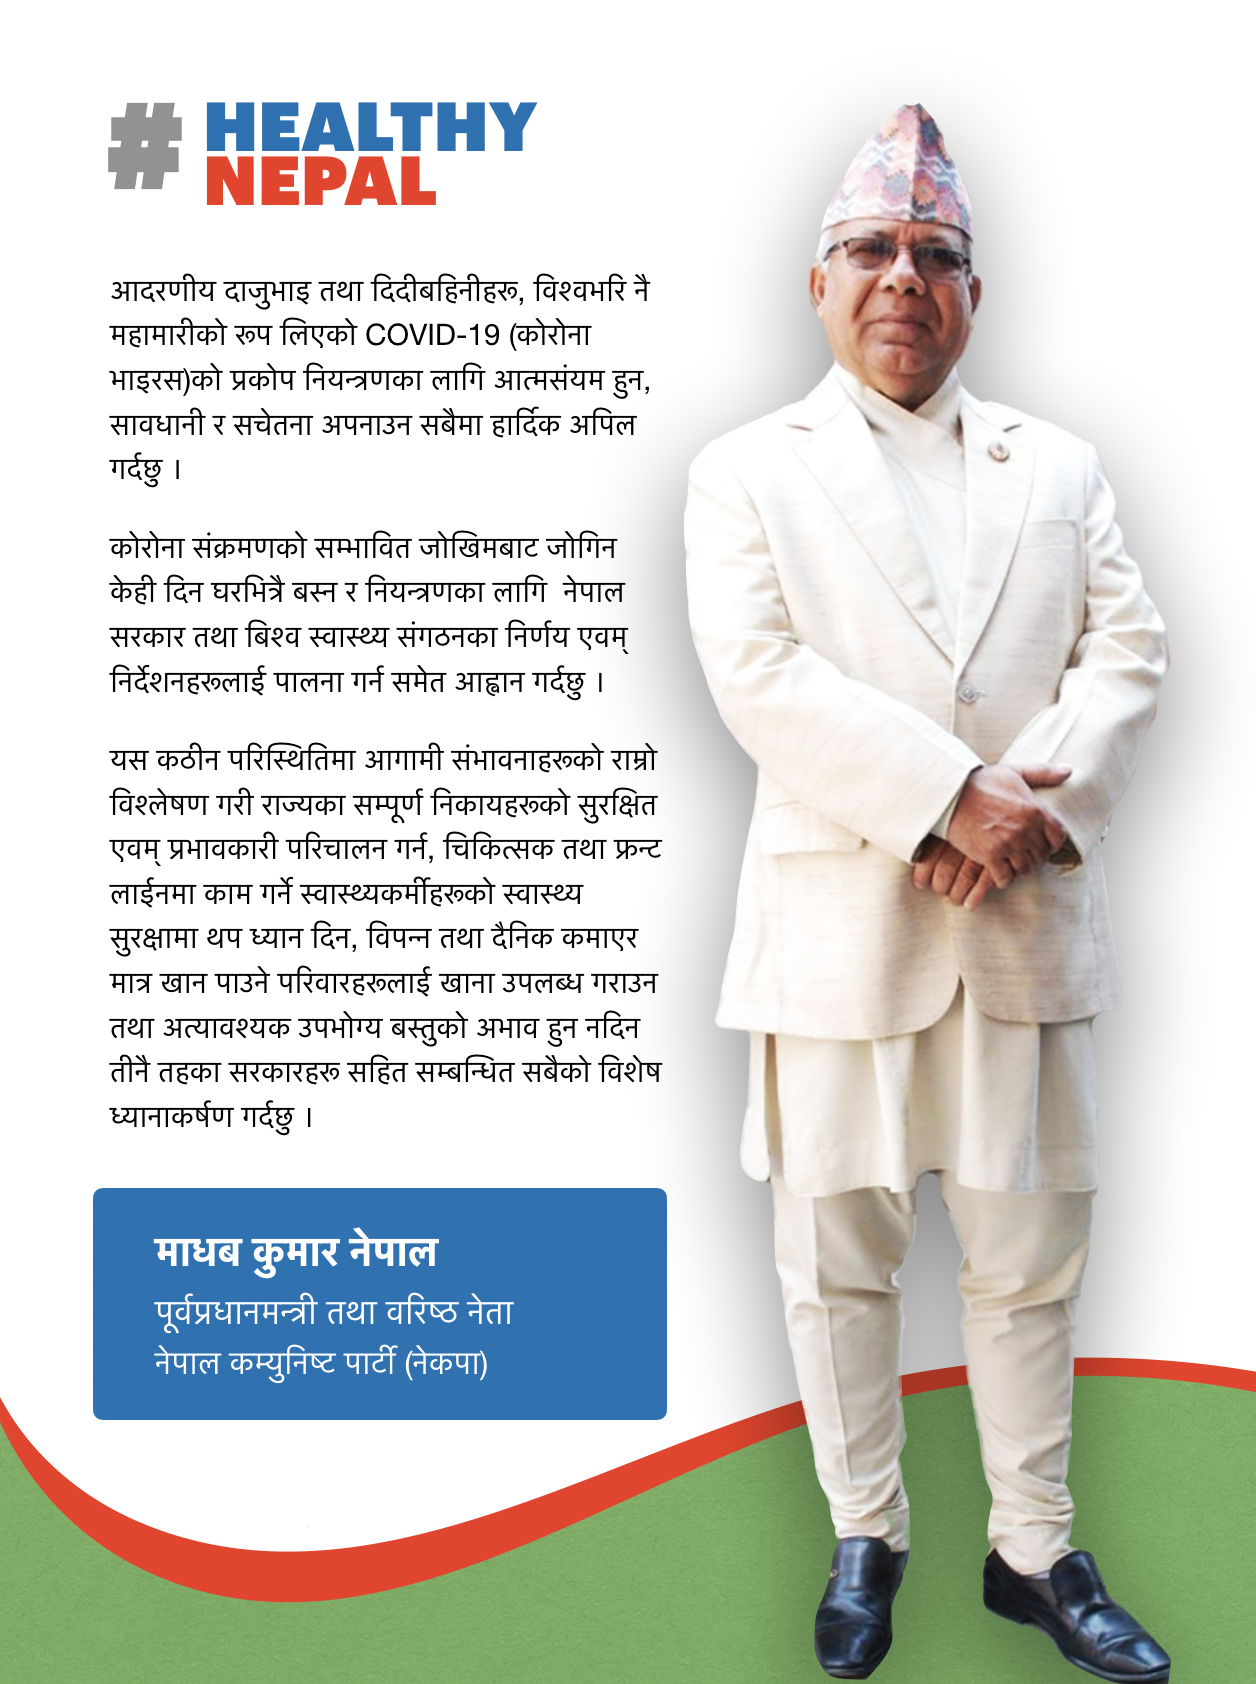 # HEALTHY
NEPAL
आदरणीय दाजुभाइ तथा दिदीबहिनीहरू, विश्वभरि नै
महामारीको रूप लिएको COVID-19 (कोरोना
भाइरस)को प्रकोप नियन्त्रणका लागि आत्मसंयम हुन,
सावधानी र सचेतना अपनाउन सबैमा हार्दिक अपिल
गर्दछु ।
कोरोना संक्रमणको सम्भावित जोखिमबाट जोगिन
केही दिन घरभित्रै बस्न र नियन्त्रणका लागि नेपाल
सरकार तथा बिश्व स्वास्थ्य संगठनका निर्णय एवम्
निर्देशनहरूलाई पालना गर्न समेत आह्वान गर्दछु ।
यस कठीन परिस्थितिमा आगामी संभावनाहरूको राम्रो
विश्लेषण गरी राज्यका सम्पूर्ण निकायहरूको सुरक्षित
एवम् प्रभावकारी परिचालन गर्न, चिकित्सक तथा फ्रन्ट
लाईनमा काम गर्ने स्वास्थ्यकर्मीहरूको स्वास्थ्य
सुरक्षामा थप ध्यान दिन, विपन्न तथा दैनिक कमाएर
मात्र खान पाउने परिवारहरूलाई खाना उपलब्ध गराउन
तथा अत्यावश्यक उपभोग्य बस्तुको अभाव हुन नदिन
तीनै तहका सरकारहरू सहित सम्बन्धित सबैको विशेष
ध्यानाकर्षण गर्दछु ।
माधब कुमार नेपाल
पूर्वप्रधानमन्त्री तथा वरिष्ठ नेता
नेपाल कम्युनिष्ट पार्टी (नेकपा)